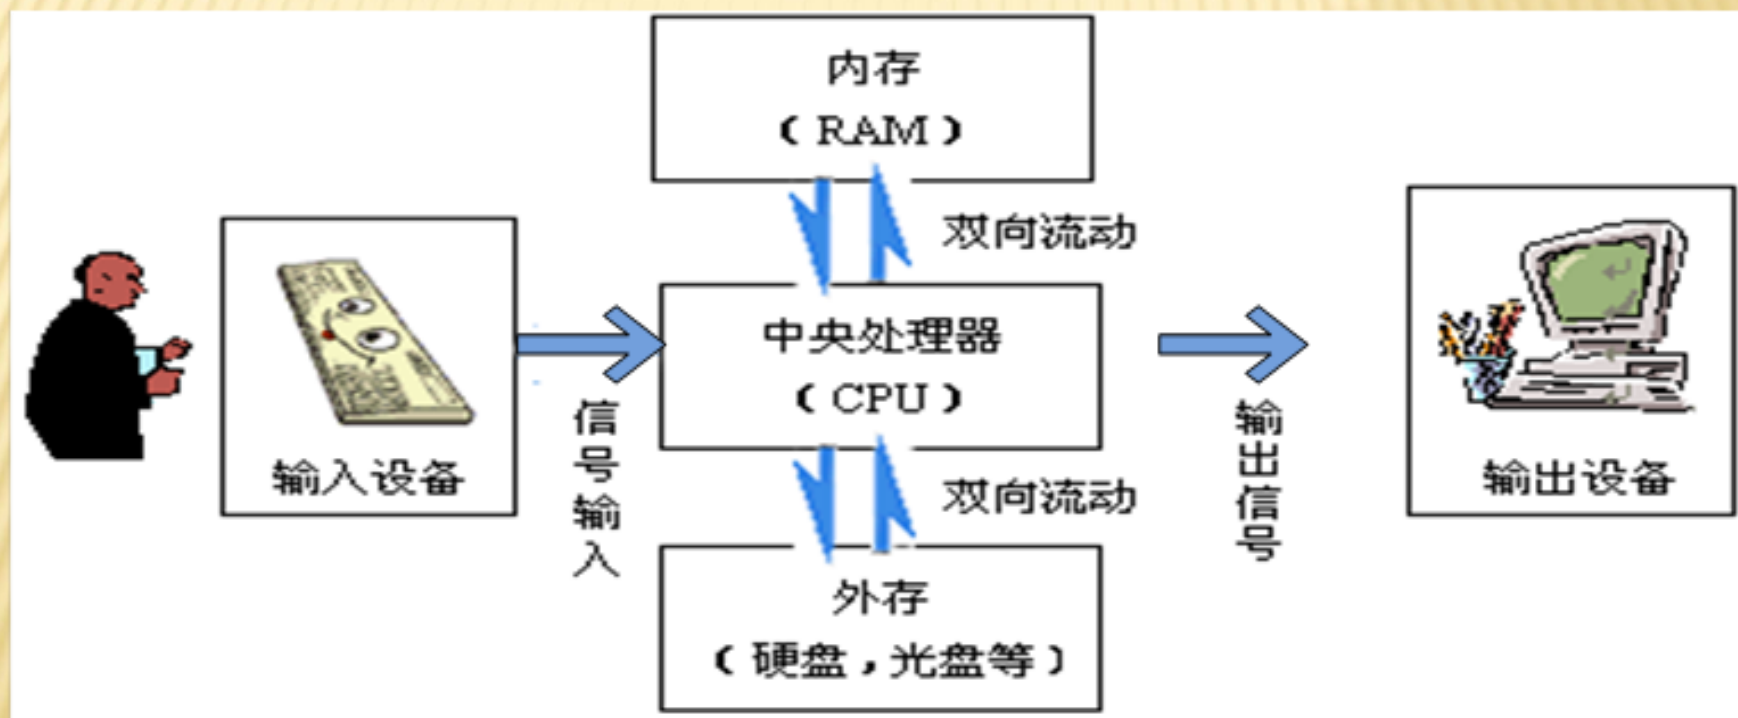 内存
（RAM）
双向流动
输入设备
信号输入
中央处理器
（CPU）
输出信号
输出设备
双向流动
外存
（硬盘，光盘等）